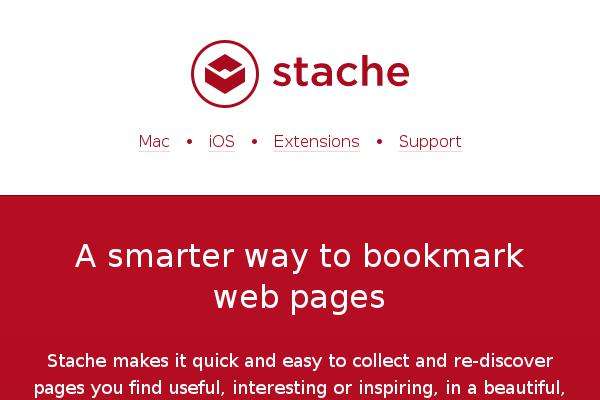 stache
Mac • iOS • Extensions • Support
A smarter way to bookmark
web pages
Stache makes it quick and easy to collect and re-discover
pages you find useful, interesting or inspiring, in a beautiful,